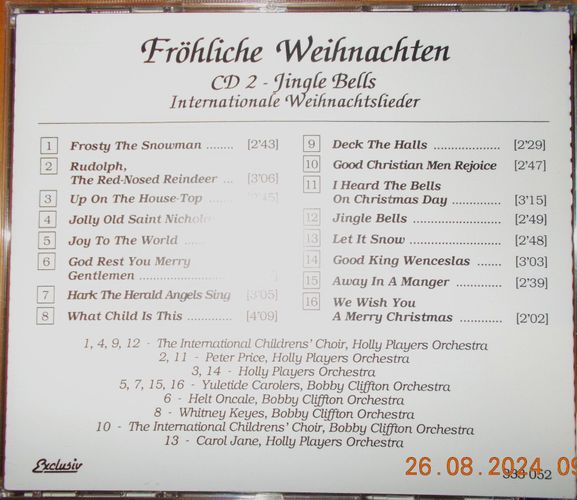 Fröhliche Weihnachten
CD 2 - Jingle Bells
Internationale Weihnachtslieder
1 Frosty The Snowman ........ [2'43]
2 Rudolph,
The Red-Nosed Reindeer ... [3'06]
3 Up On The House-Top
4 Jolly Old Saint
5 Joy To The World
6 God Rest You Merry
Gentlemen
7 Hark The Herald Angels Sing [3'05]
8 What Child Is This ............ [4'09]
9 Deck The Halls .................... [2'29]
10 Good Christian Men Rejoice [2'47]
11 I Heard The Bells
On Christmas Day ............... [3'15]
12 Jingle Bells ......................... [2'49]
13 Let It Snow ......................... [2'48]
14 Good King Wenceslas ....... [3'03]
15 Away In A Manger ............. [2'39]
16 We Wish You
A Merry Christmas ............ [2'02]
1, 4, 9, 12 - The International Childrens' Choir, Holly Players Orchestra
2, 11 - Peter Price, Holly Players Orchestra
3, 14 - Holly Players Orchestra
5, 7, 15, 16 - Yuletide Carolers, Bobby Cliffton Orchestra
6 - Helt Oncale, Bobby Cliffton Orchestra
8 - Whitney Keyes, Bobby Cliffton Orchestra
10 - The International Childrens' Choir, Bobby Cliffton Orchestra
13 - Carol Jane, Holly Players Orchestra
Exclusiv
333 052
26.08.2024 09